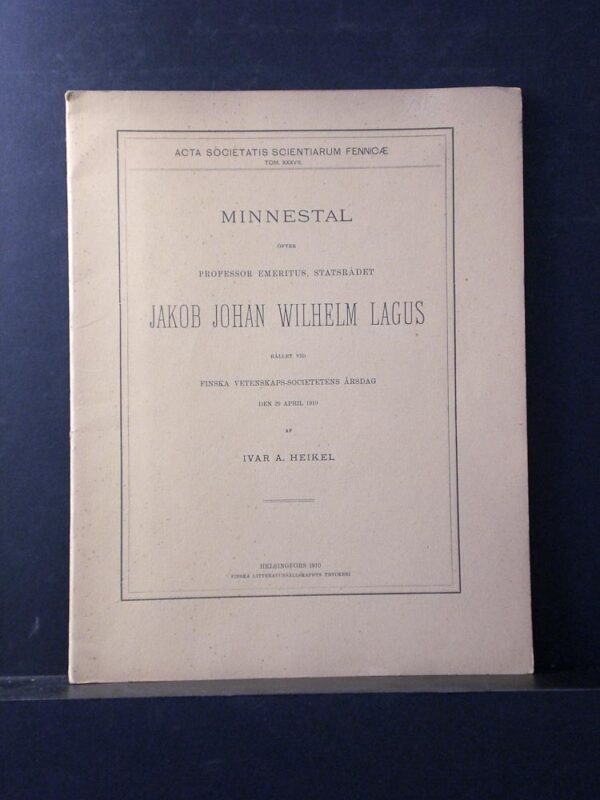 ACTA SOCIETATIS SCIENTIARUM FENNICÆ
TOM. XXXVII.
MINNESTAL
ÖFVER
PROFESSOR EMERITUS, STATSRÅDET
JAKOB JOHAN WILHELM LAGUS
HÅLLET VID
FINSKA VETENSKAPS-SOCIETETENS ÅRSDAG
DEN 29 APRIL 1910
AF
IVAR A. HEIKEL
HELSINGFORS 1910
FINSKA LITTERATURSÄLLSKAPETS TRYCKERI